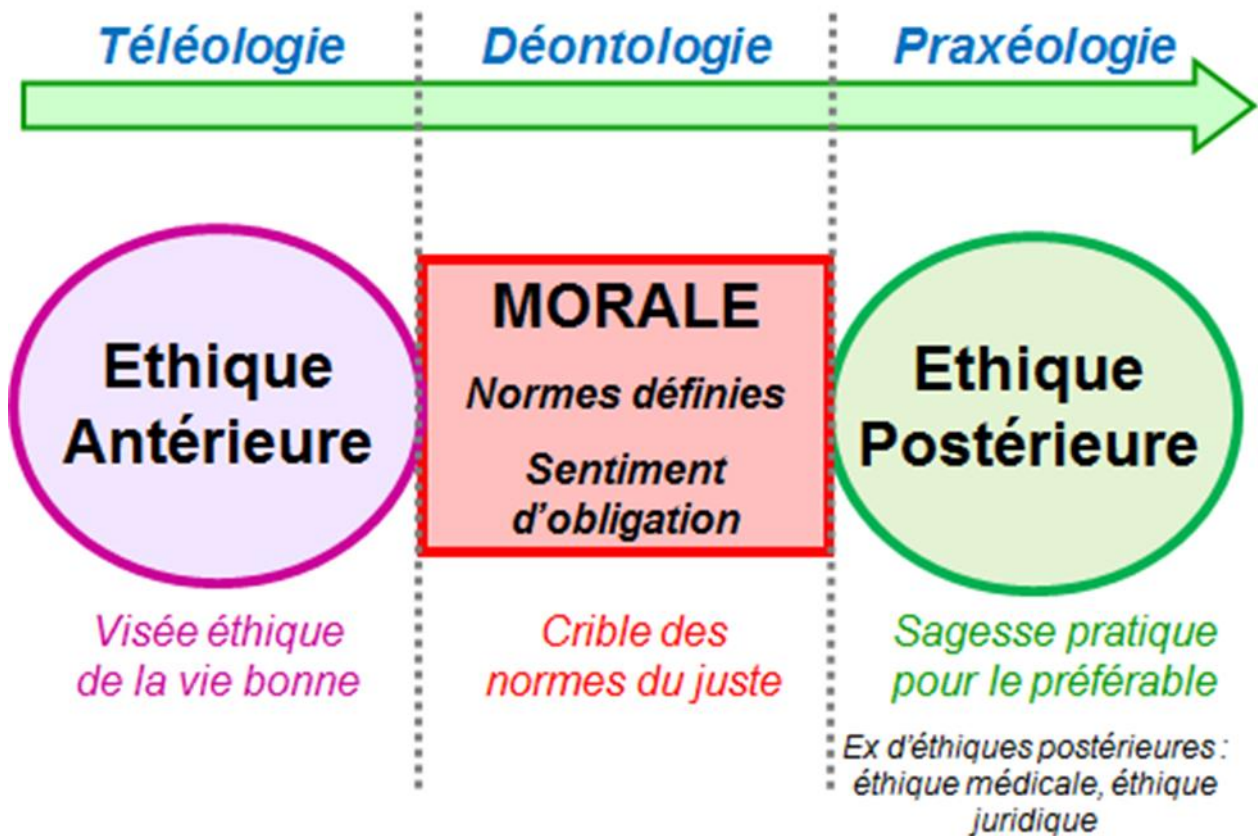 Téléologie
Déontologie
Praxéologie
Ethique
Antérieure
MORALE
Normes définies
Sentiment
d'obligation
Ethique
Postérieure
Visée éthique
de la vie bonne
Crible des
normes du juste
Sagesse pratique
pour le préférable
Ex d'éthiques postérieures :
éthique médicale, éthique
juridique